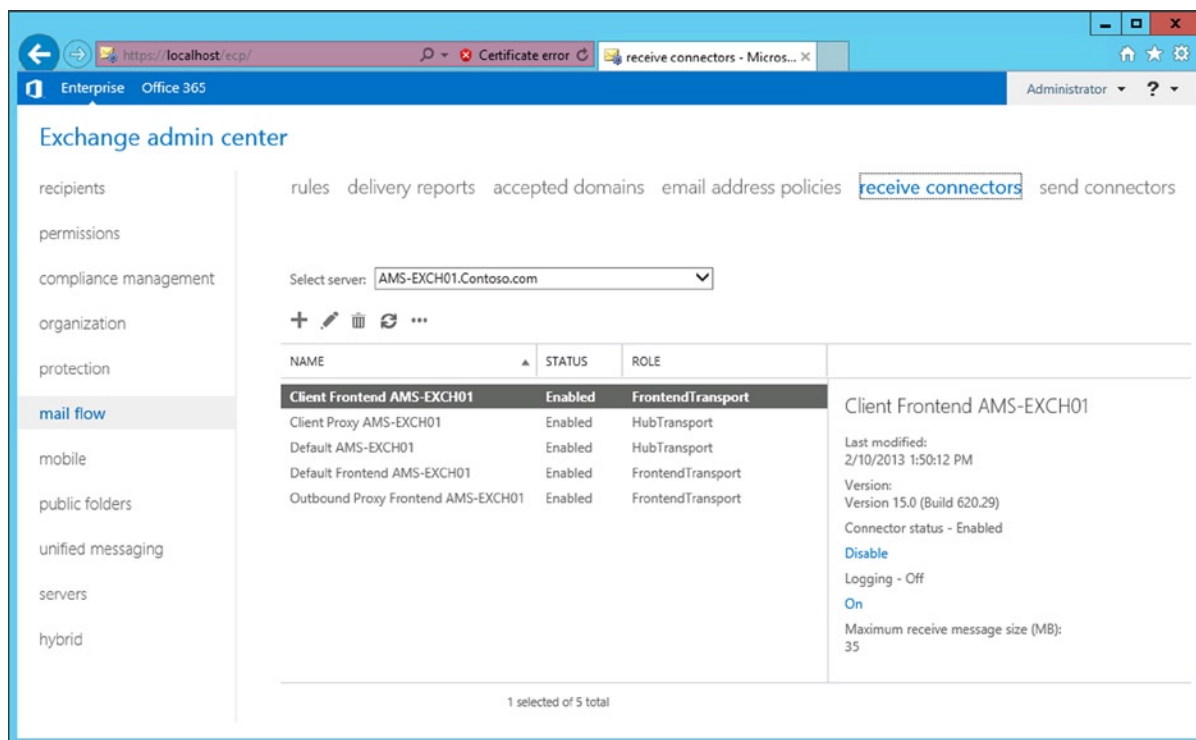 https://localhost/ecp/ Certificate error receive connectors - Micros...
Enterprise Office 365 Administrator ?
Exchange admin center
recipients
permissions
compliance management
organization
protection
mail flow
mobile
public folders
unified messaging
servers
hybrid
rules delivery reports accepted domains email address policies receive connectors send connectors
Select server: AMS-EXCH01.Contoso.com
NAME STATUS ROLE
Client Frontend AMS-EXCH01 Enabled FrontendTransport
Client Proxy AMS-EXCH01 Enabled HubTransport
Default AMS-EXCH01 Enabled HubTransport
Default Frontend AMS-EXCH01 Enabled FrontendTransport
Outbound Proxy Frontend AMS-EXCH01 Enabled FrontendTransport
1 selected of 5 total
Client Frontend AMS-EXCH01
Last modified:
2/10/2013 1:50:12 PM
Version:
Version 15.0 (Build 620.29)
Connector status - Enabled
Disable
Logging - Off
On
Maximum receive message size (MB):
35